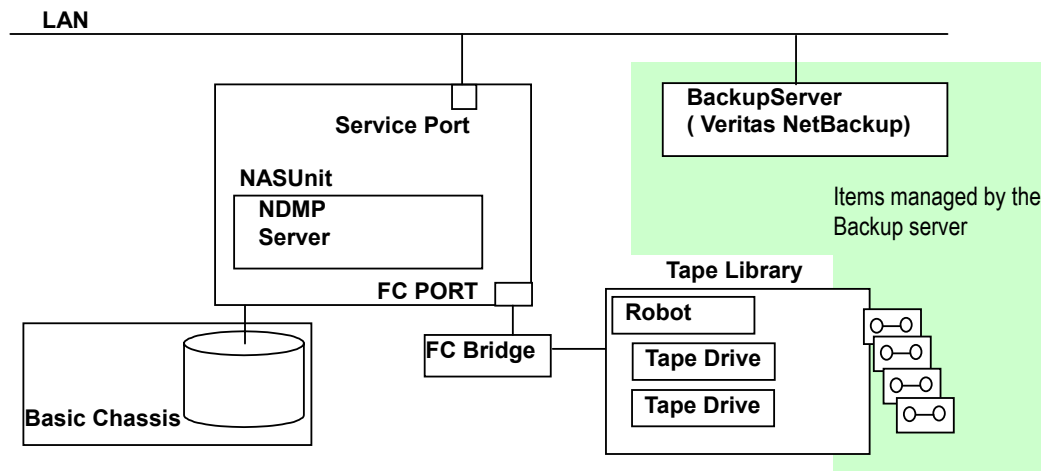 LAN
BackupServer
( Veritas NetBackup)
Service Port
NASUnit
NDMP
Server
Items managed by the
Backup server
Tape Library
FC PORT
Robot
FC Bridge
Tape Drive
Tape Drive
Basic Chassis